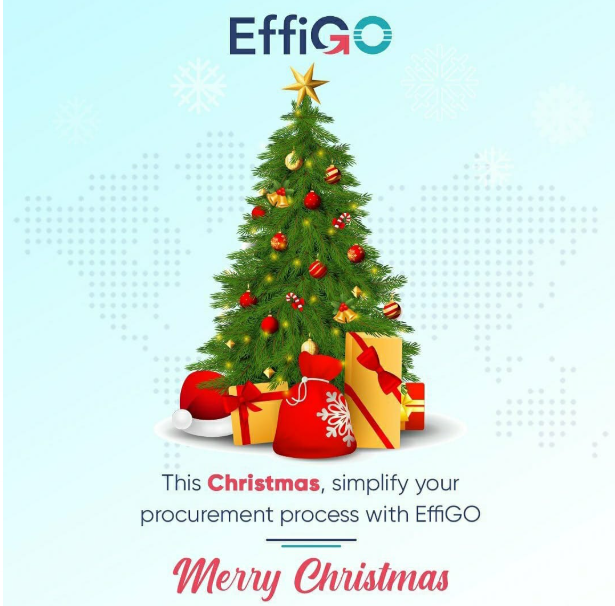 EffiGO
This Christmas, simplify your
procurement process with EffiGO
Merry Christmas